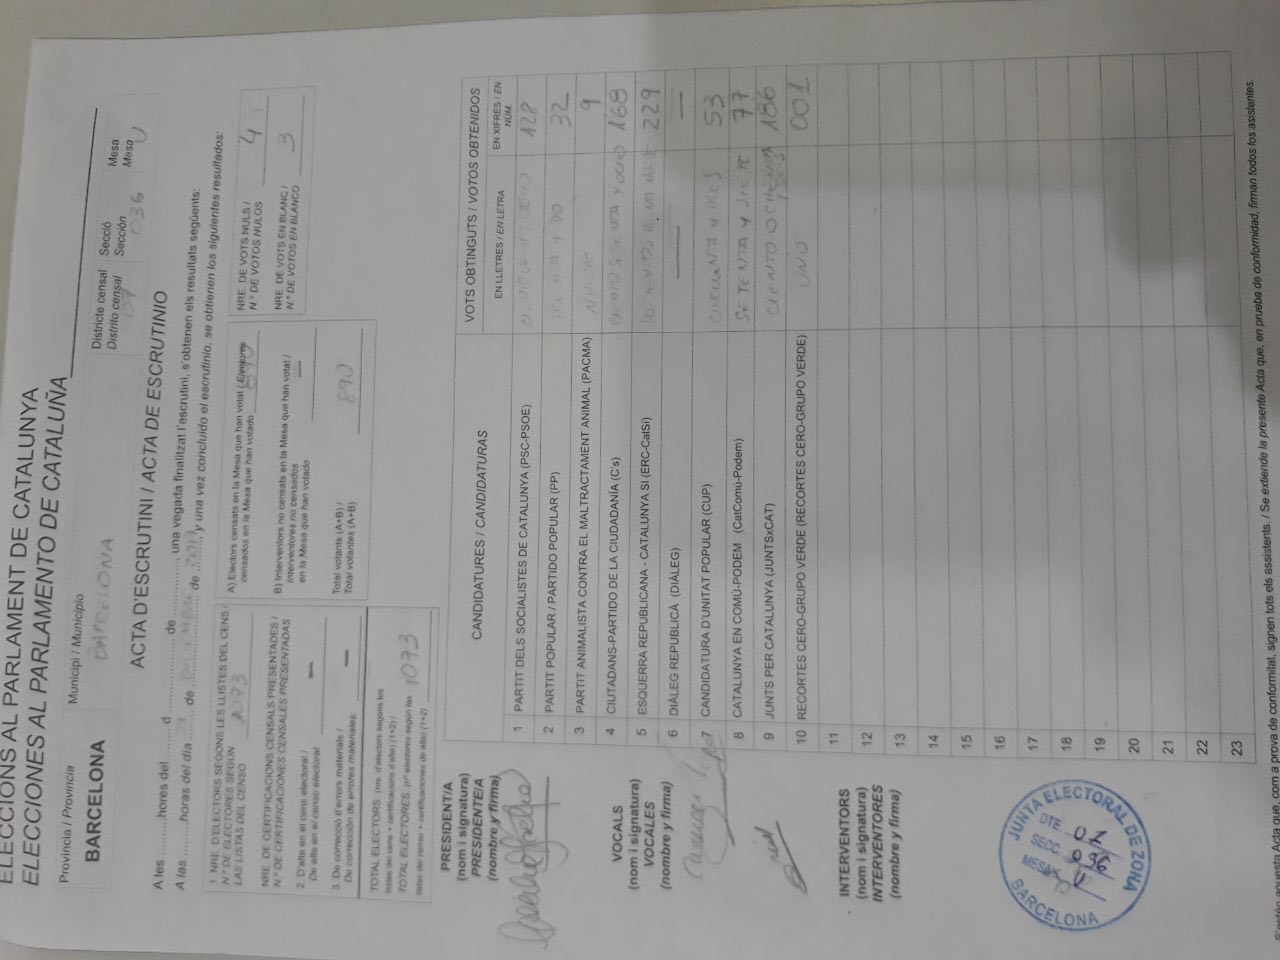 ELECCIONS AL PARLAMENT DE CATALUNYA
ELECCIONES AL PARLAMENTO DE CATALUÑA
Província / Provincia
BARCELONA
Municipi / Municipio
BARCELONA
Districte censal
Distrito censal
07
Secció
Sección
036
Mesa
Mesa
U
ACTA D'ESCRUTINI / ACTA DE ESCRUTINIO
A les ..........hores del .......... d .................. de .............., una vegada finalitzat l'escrutini, s'obtenen els resultats següents:
A las ..........horas del día ...... de DICIEMBRE de 2017 y una vez concluido el escrutinio, se obtienen los siguientes resultados:
1 NRE. D'ELECTORS SEGONS LES LLISTES DEL CENS /
Nº DE ELECTORES SEGÚN
LAS LISTAS DEL CENSO 1073
NRE. DE CERTIFICACIONS CENSALS PRESENTADES /
Nº DE CERTIFICACIONES CENSALES PRESENTADAS
2. D'alta en el cens electoral /
De alta en el censo electoral: —
3. De correcció d'errors materials /
De corrección de errores materiales: —
TOTAL ELECTORS: (nre. d'electors segons les
llistes del cens + certificacions d'alta) (1+2) /
TOTAL ELECTORES: (nº electores según las
listas del censo + certificaciones de alta) (1+2) 1073
A) Electors censats en la Mesa que han votat / Electores
censados en la Mesa que han votado 890
B) Interventors no censats en la Mesa que han votat /
Interventores no censados
en la Mesa que han votado —
Total votants (A+B) /
Total votantes (A+B) 890
NRE. DE VOTS NULS /
Nº DE VOTOS NULOS 4
NRE. DE VOTS EN BLANC /
Nº DE VOTOS EN BLANCO 3
CANDIDATURES / CANDIDATURAS
VOTS OBTINGUTS / VOTOS OBTENIDOS
EN LLETRES / EN LETRA
EN XIFRES / EN NÚM.
1 PARTIT DELS SOCIALISTES DE CATALUNYA (PSC-PSOE) 128
2 PARTIT POPULAR / PARTIDO POPULAR (PP) 32
3 PARTIT ANIMALISTA CONTRA EL MALTRACTAMENT ANIMAL (PACMA) NUEVE 9
4 CIUTADANS-PARTIDO DE LA CIUDADANÍA (C's) CIENTO SESENTA Y OCHO 168
5 ESQUERRA REPUBLICANA - CATALUNYA SÍ (ERC-CatSí) 229
6 DIÀLEG REPUBLICÀ (DIÀLEG) — —
7 CANDIDATURA D'UNITAT POPULAR (CUP) CINCUENTA Y TRES 53
8 CATALUNYA EN COMÚ-PODEM (CatComú-Podem) SETENTA Y SIETE 77
9 JUNTS PER CATALUNYA (JUNTSxCAT) CIENTO OCHENTA Y SEIS 186
10 RECORTES CERO-GRUPO VERDE (RECORTES CERO-GRUPO VERDE) UNO 001
11
12
13
14
15
16
17
18
19
20
21
22
23
PRESIDENTIA
(nom i signatura)
PRESIDENTE/A
(nombre y firma)
VOCALS
(nom i signatura)
VOCALES
(nombre y firma)
INTERVENTORS
(nom i signatura)
INTERVENTORES
(nombre y firma)
JUNTA ELECTORAL DE ZONA
DTE. 07
SECC. 036
MESA U
BARCELONA
S'estén aquesta Acta que, com a prova de conformitat, signen tots els assistents. / Se extiende la presente Acta que, en prueba de conformidad, firman todos los asistentes.